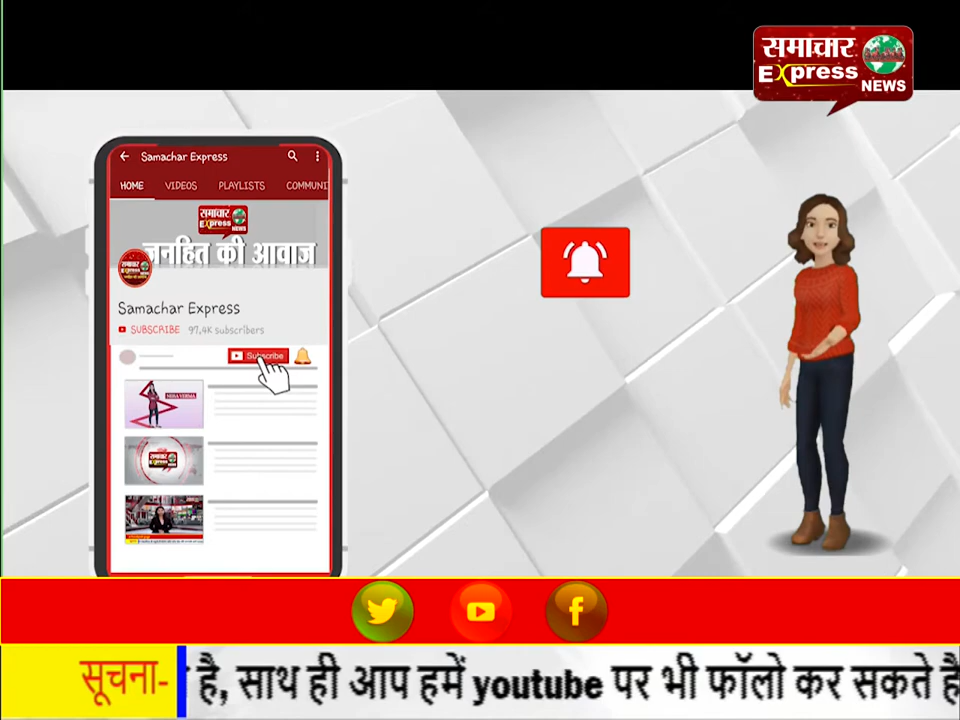 समाचार
Express
NEWS
Samachar Express
HOME VIDEOS PLAYLISTS COMMUNI
समाचार
Express
NEWS
जनहित की आवाज
Samachar Express
SUBSCRIBE 97.4K subscribers
Subscribe
सूचना- है, साथ ही आप हमें youtube पर भी फॉलो कर सकते है